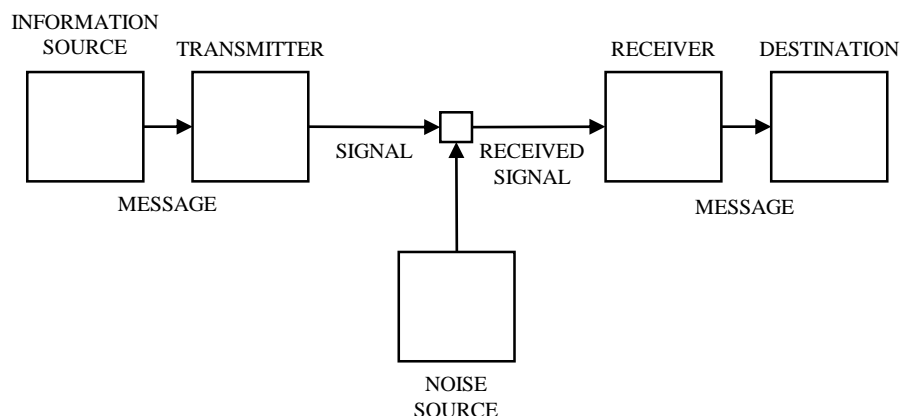 INFORMATION
SOURCE
TRANSMITTER
RECEIVER
DESTINATION
SIGNAL
RECEIVED
SIGNAL
MESSAGE
MESSAGE
NOISE
SOURCE